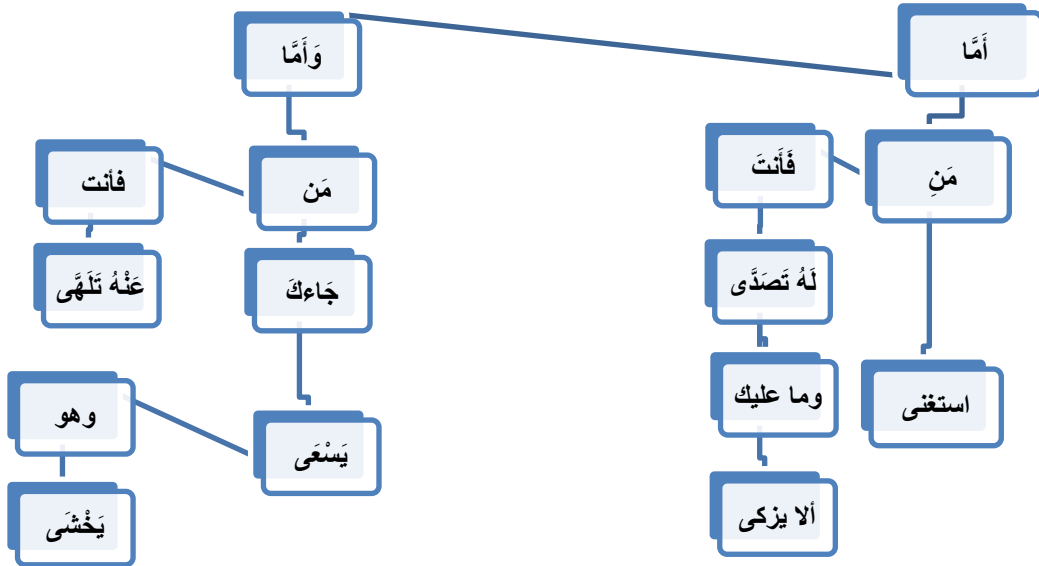 أَمَّا
مَنِ
استغنى
فَأَنتَ
لَهُ تَصَدَّى
وما عليك
ألا يزكى
وَأَمَّا
مَن
جَاءكَ
يَسْعَى
وهو
يَخْشَى
فأنت
عَنْهُ تَلَهَّى